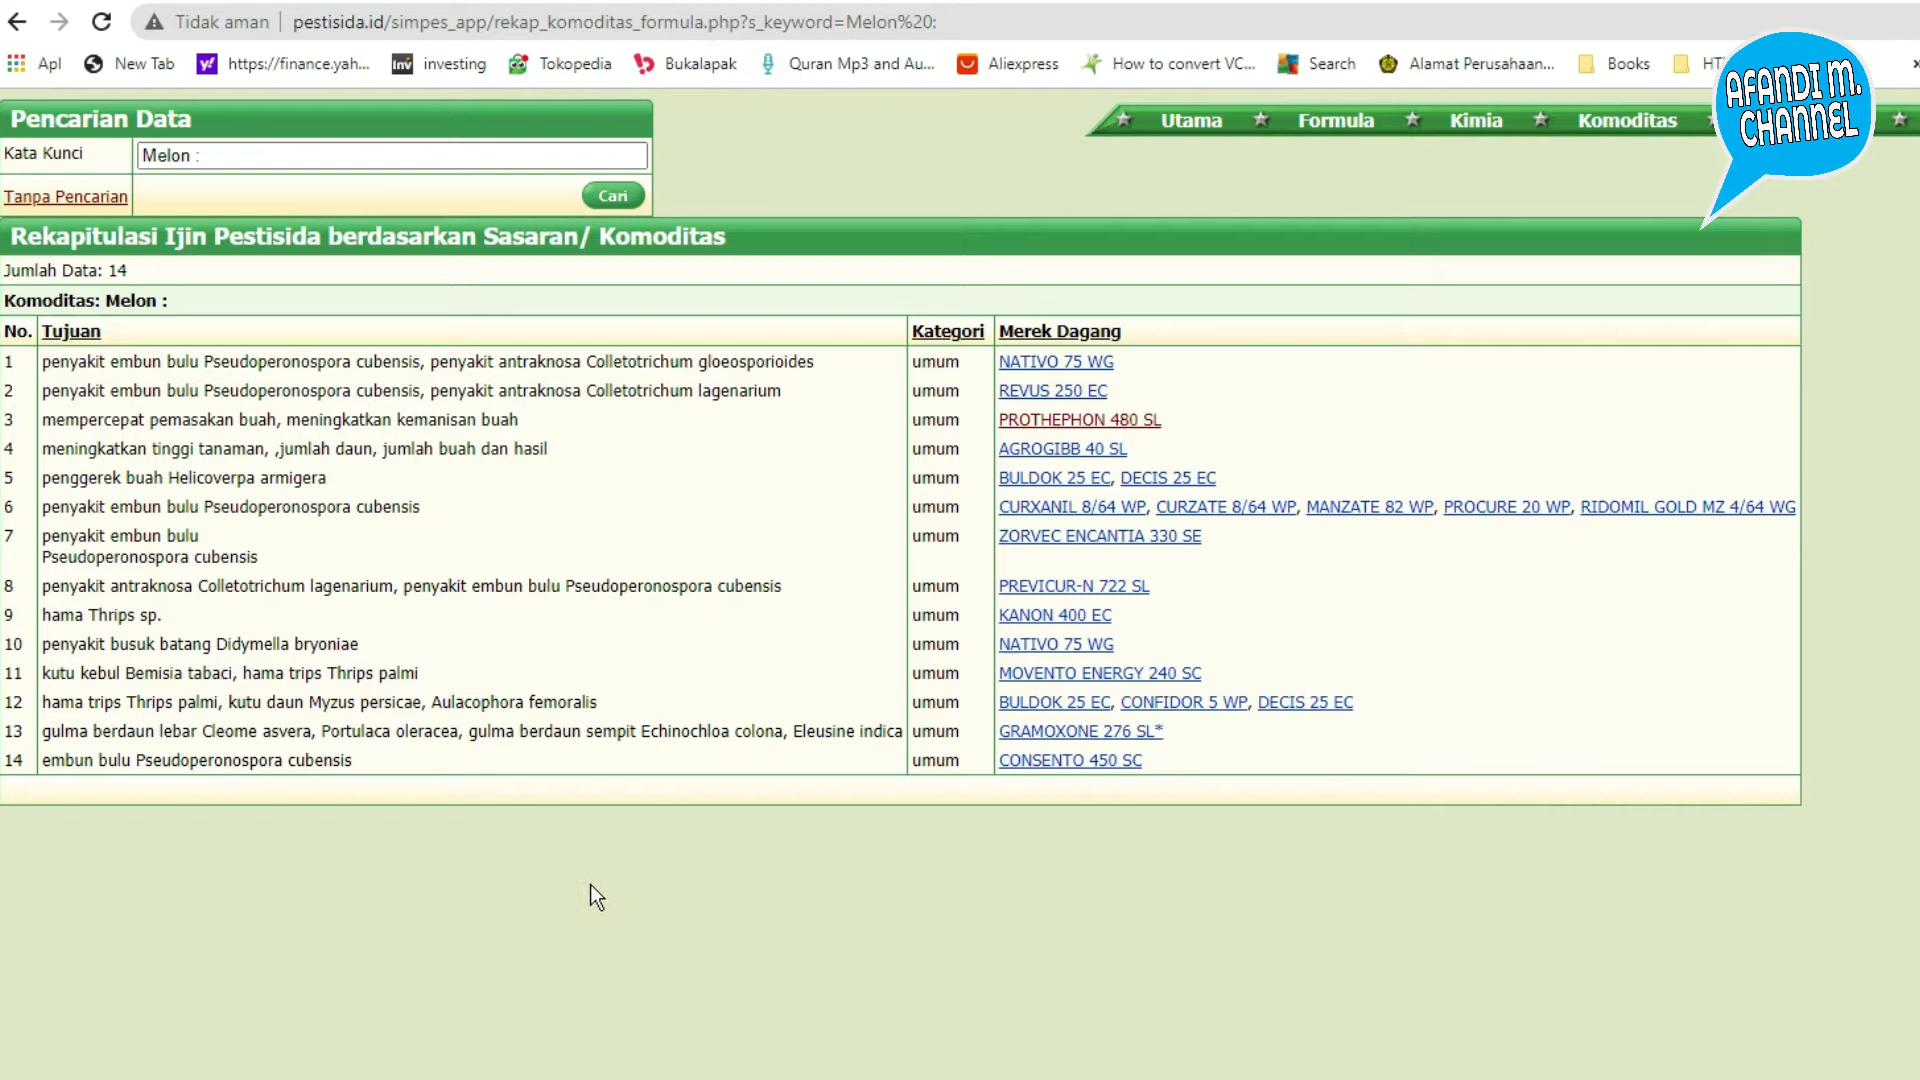 Tidak aman | pestisida.id/simpes_app/rekap_komoditas_formula.php?s_keyword=Melon%20:
Apl New Tab https://finance.yah... investing Tokopedia Bukalapak Quran Mp3 and Au... Aliexpress How to convert VC... Search Alamat Perusahaan... Books
AFANDI M.
CHANNEL
Utama Formula Kimia Komoditas
Pencarian Data
Kata Kunci Melon :
Tanpa Pencarian Cari
Rekapitulasi Ijin Pestisida berdasarkan Sasaran/ Komoditas
Jumlah Data: 14
Komoditas: Melon :
No. Tujuan Kategori Merek Dagang
1 penyakit embun bulu Pseudoperonospora cubensis, penyakit antraknosa Colletotrichum gloeosporioides umum NATIVO 75 WG
2 penyakit embun bulu Pseudoperonospora cubensis, penyakit antraknosa Colletotrichum lagenarium umum REVUS 250 EC
3 mempercepat pemasakan buah, meningkatkan kemanisan buah umum PROTHEPHON 480 SL
4 meningkatkan tinggi tanaman, ,jumlah daun, jumlah buah dan hasil umum AGROGIBB 40 SL
5 penggerek buah Helicoverpa armigera umum BULDOK 25 EC, DECIS 25 EC
6 penyakit embun bulu Pseudoperonospora cubensis umum CURXANIL 8/64 WP, CURZATE 8/64 WP, MANZATE 82 WP, PROCURE 20 WP, RIDOMIL GOLD MZ 4/64 WG
7 penyakit embun bulu umum ZORVEC ENCANTIA 330 SE
Pseudoperonospora cubensis
8 penyakit antraknosa Colletotrichum lagenarium, penyakit embun bulu Pseudoperonospora cubensis umum PREVICUR-N 722 SL
9 hama Thrips sp. umum KANON 400 EC
10 penyakit busuk batang Didymella bryoniae umum NATIVO 75 WG
11 kutu kebul Bemisia tabaci, hama trips Thrips palmi umum MOVENTO ENERGY 240 SC
12 hama trips Thrips palmi, kutu daun Myzus persicae, Aulacophora femoralis umum BULDOK 25 EC, CONFIDOR 5 WP, DECIS 25 EC
13 gulma berdaun lebar Cleome asvera, Portulaca oleracea, gulma berdaun sempit Echinochloa colona, Eleusine indica umum GRAMOXONE 276 SL*
14 embun bulu Pseudoperonospora cubensis umum CONSENTO 450 SC